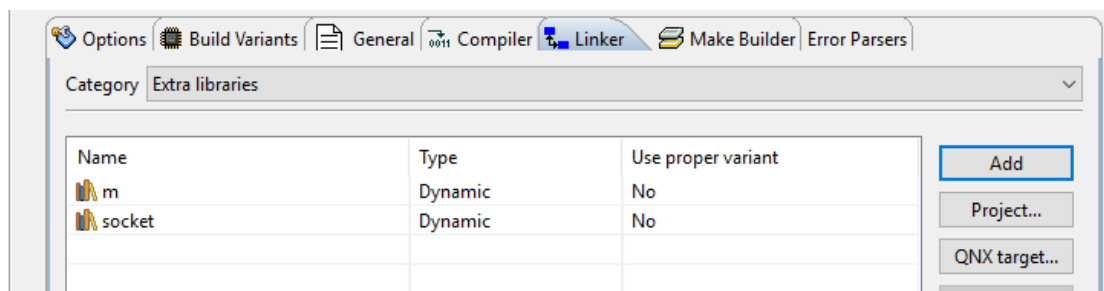 Options Build Variants General Compiler Linker Make Builder Error Parsers
Category Extra libraries
Name Type Use proper variant Add
m Dynamic No
socket Dynamic No
Project...
QNX target...